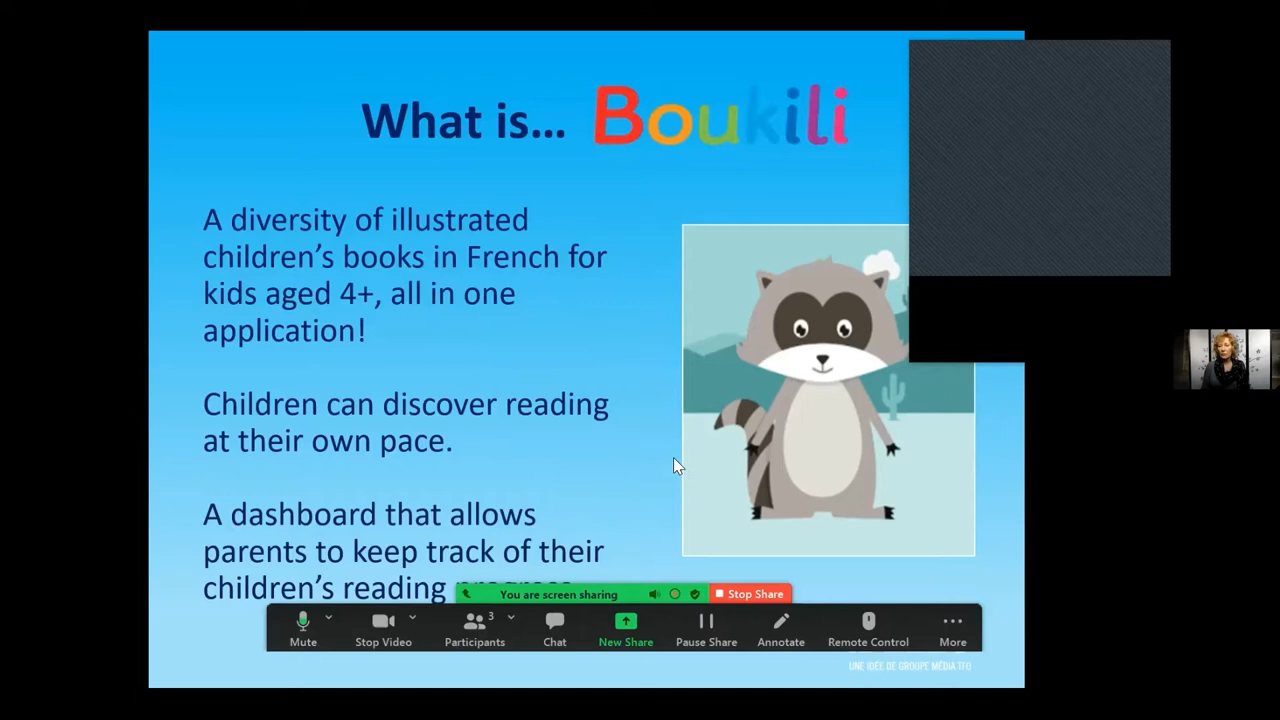 What is... Boukili
A diversity of illustrated
children's books in French for
kids aged 4+, all in one
application!
Children can discover reading
at their own pace.
A dashboard that allows
parents to keep track of their
children's reading
You are screen sharing
Stop Share
Mute
Stop Video
Participants 3
Chat
New Share
Pause Share
Annotate
Remote Control
More
UNE IDÉE DE GROUPE MÉDIA TFO